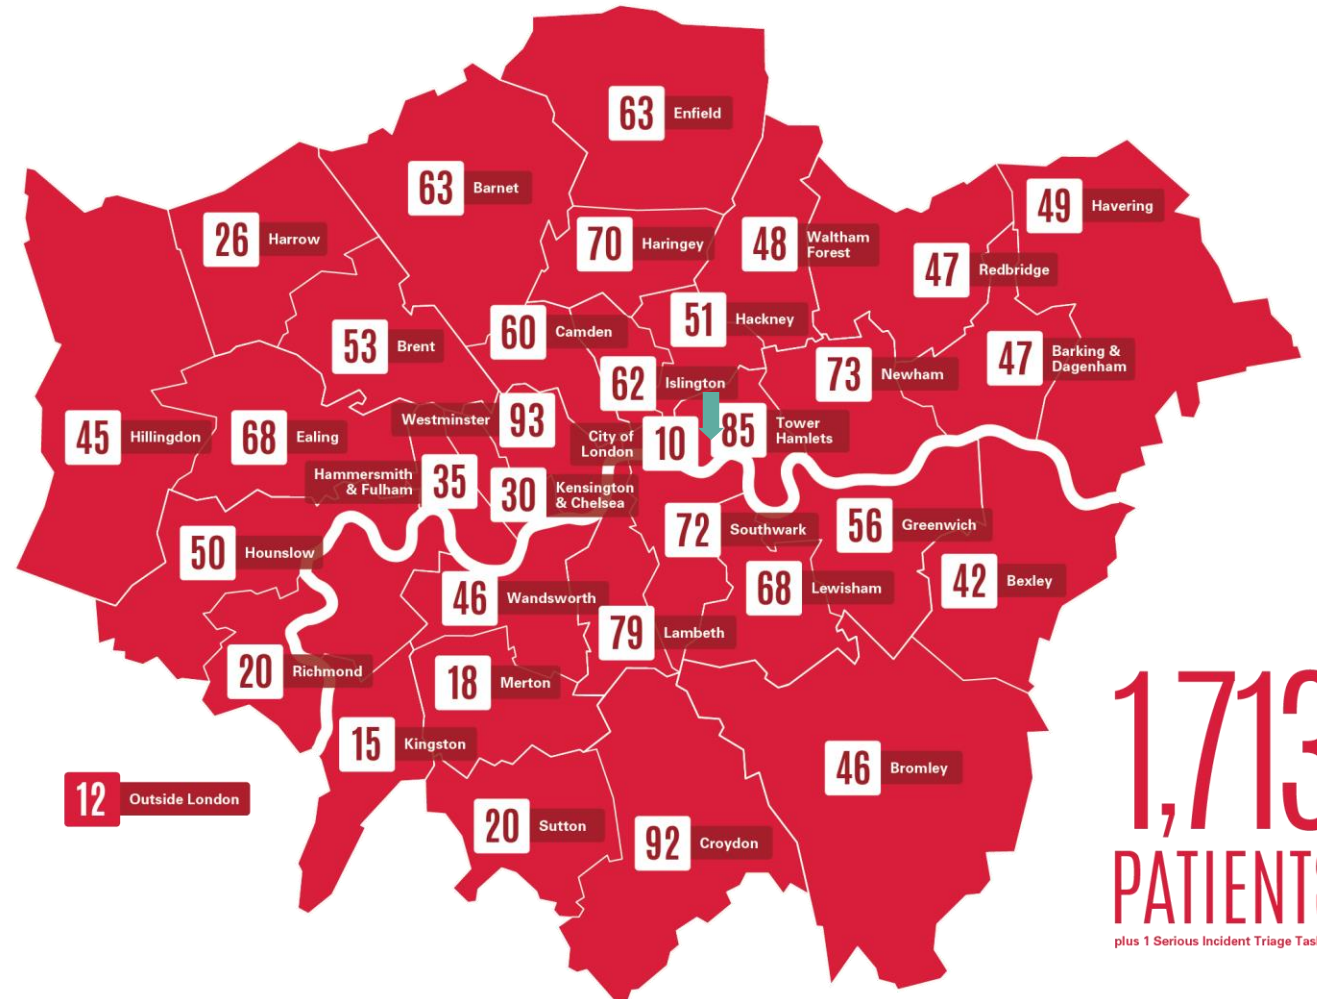 63 Enfield
63 Barnet
49 Havering
26 Harrow
70 Haringey
48 Waltham
Forest
47 Redbridge
51 Hackney
60 Camden
53 Brent
47 Barking &
Dagenham
73 Newham
62 Islington
Westminster 93
45 Hillingdon
68 Ealing
City of
London 10
85 Tower
Hamlets
Hammersmith
& Fulham 35
30 Kensington
& Chelsea
72 Southwark
56 Greenwich
50 Hounslow
46 Wandsworth
68 Lewisham
42 Bexley
79 Lambeth
20 Richmond
18 Merton
15 Kingston
46 Bromley
12 Outside London
20 Sutton
92 Croydon
1,713
PATIENTS
plus 1 Serious Incident Triage Tas